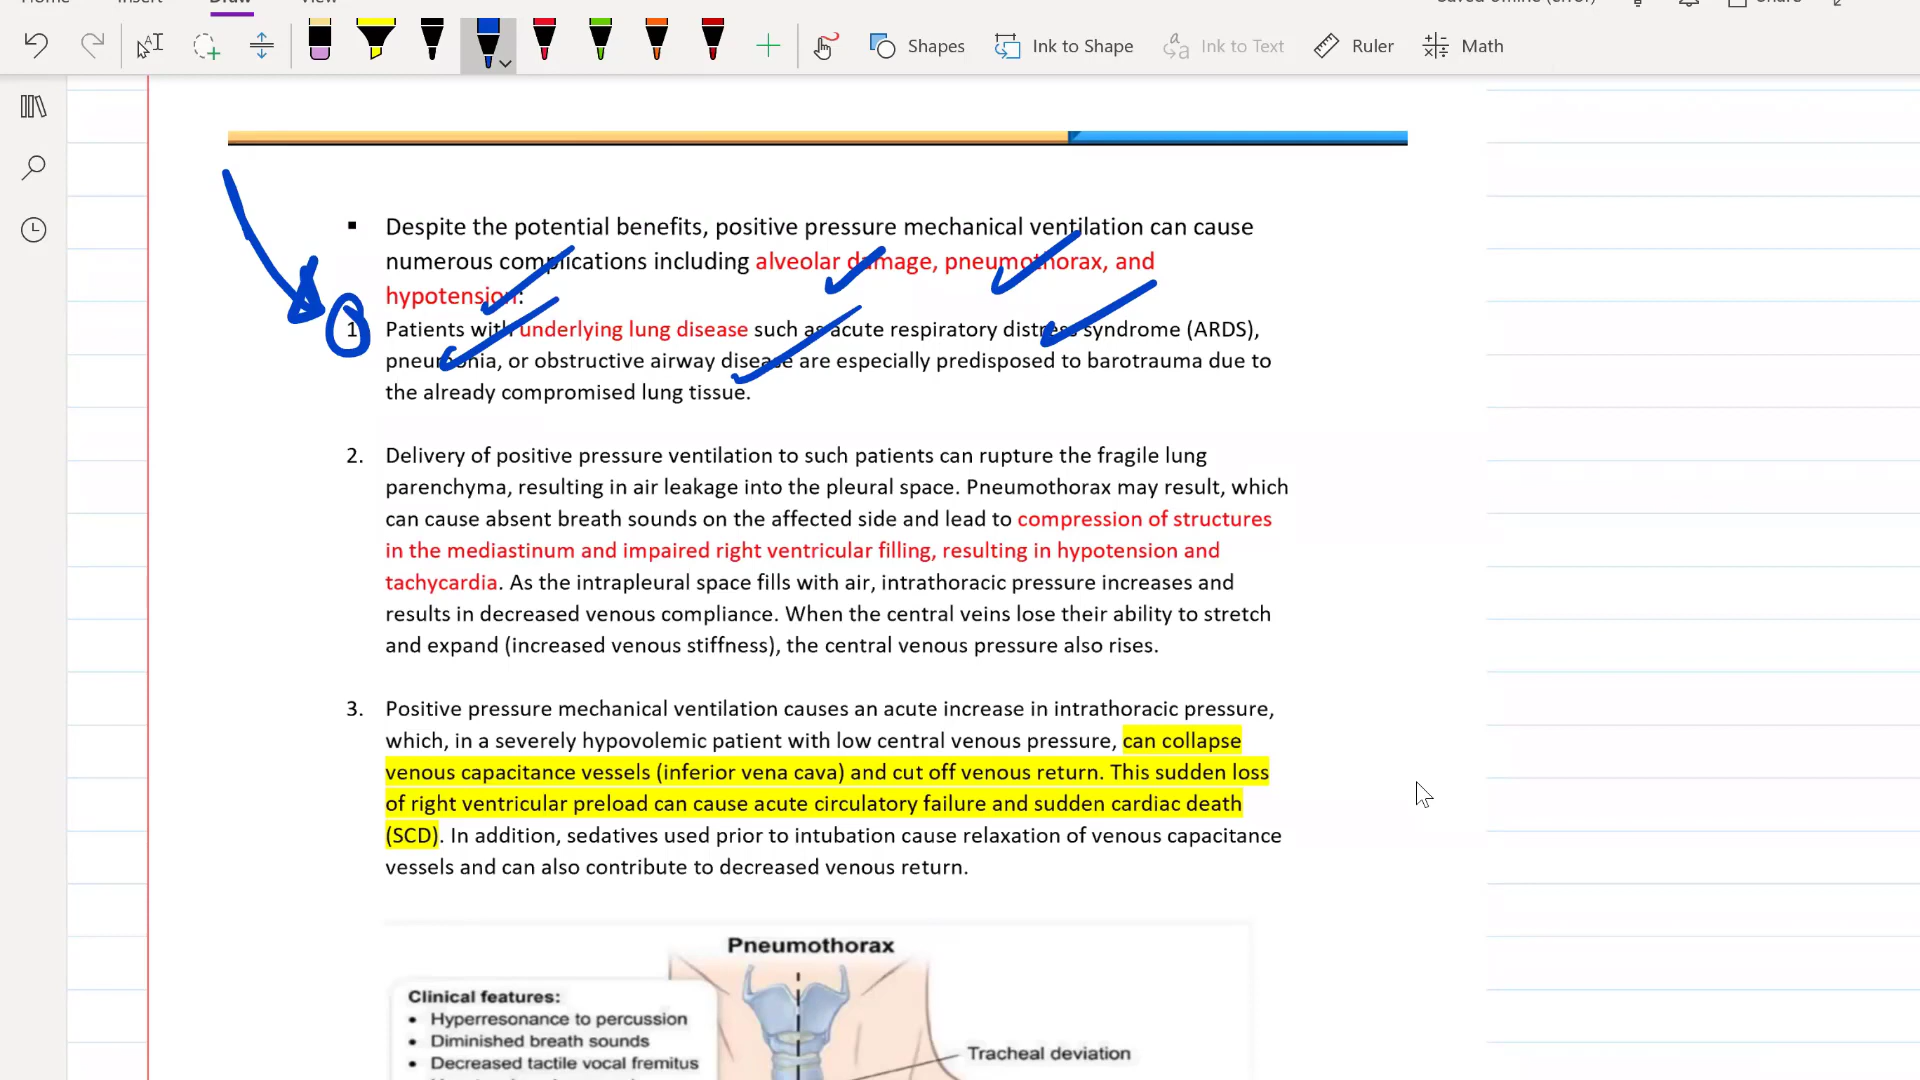 Shapes Ink to Shape Ink to Text Ruler Math
Despite the potential benefits, positive pressure mechanical ventilation can cause
numerous complications including alveolar damage, pneumothorax, and
hypotension:
1. Patients with underlying lung disease such as acute respiratory distress syndrome (ARDS),
pneumonia, or obstructive airway disease are especially predisposed to barotrauma due to
the already compromised lung tissue.
2. Delivery of positive pressure ventilation to such patients can rupture the fragile lung
parenchyma, resulting in air leakage into the pleural space. Pneumothorax may result, which
can cause absent breath sounds on the affected side and lead to compression of structures
in the mediastinum and impaired right ventricular filling, resulting in hypotension and
tachycardia. As the intrapleural space fills with air, intrathoracic pressure increases and
results in decreased venous compliance. When the central veins lose their ability to stretch
and expand (increased venous stiffness), the central venous pressure also rises.
3. Positive pressure mechanical ventilation causes an acute increase in intrathoracic pressure,
which, in a severely hypovolemic patient with low central venous pressure, can collapse
venous capacitance vessels (inferior vena cava) and cut off venous return. This sudden loss
of right ventricular preload can cause acute circulatory failure and sudden cardiac death
(SCD). In addition, sedatives used prior to intubation cause relaxation of venous capacitance
vessels and can also contribute to decreased venous return.
Pneumothorax
Clinical features:
• Hyperresonance to percussion
• Diminished breath sounds
• Decreased tactile vocal fremitus
Tracheal deviation